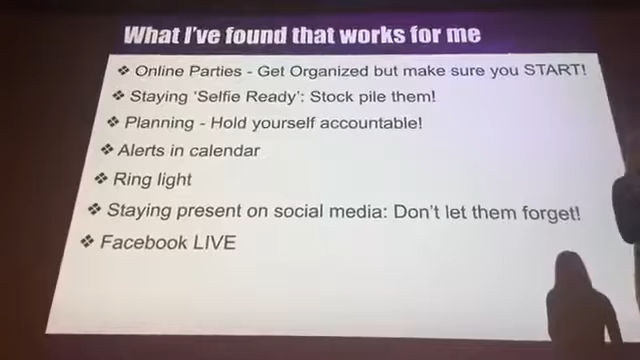 What I've found that works for me
❖ Online Parties - Get Organized but make sure you START!
❖ Staying 'Selfie Ready': Stock pile them!
❖ Planning - Hold yourself accountable!
❖ Alerts in calendar
❖ Ring light
❖ Staying present on social media: Don't let them forget!
❖ Facebook LIVE